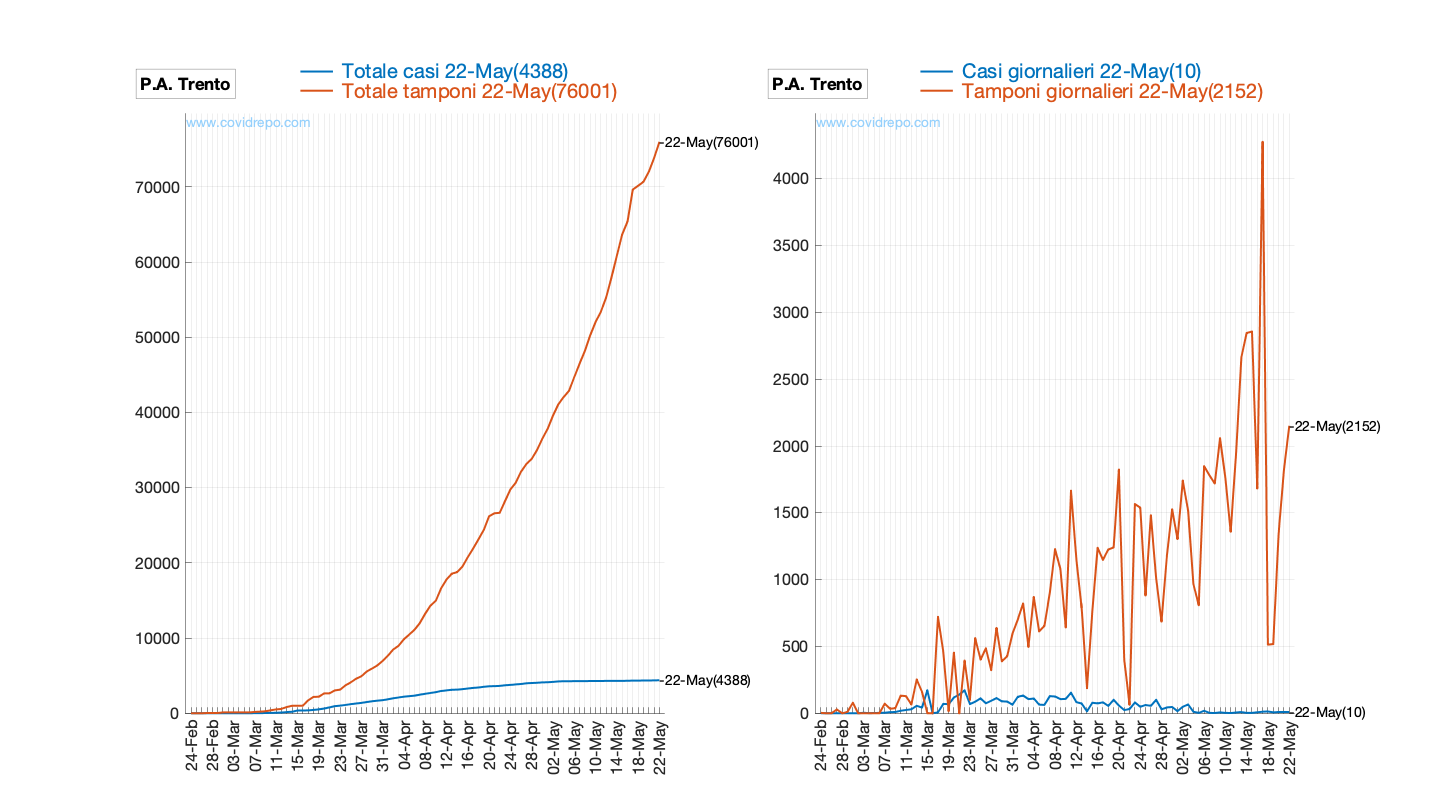 P.A. Trento
Totale casi 22-May(4388)
Totale tamponi 22-May(76001)
www.covidrepo.com
22-May(76001)
70000
60000
50000
40000
30000
20000
10000
0
22-May(4388)
24-Feb
28-Feb
03-Mar
07-Mar
11-Mar
15-Mar
19-Mar
23-Mar
27-Mar
31-Mar
04-Apr
08-Apr
12-Apr
16-Apr
20-Apr
24-Apr
28-Apr
02-May
06-May
10-May
14-May
18-May
22-May
P.A. Trento
Casi giornalieri 22-May(10)
Tamponi giornalieri 22-May(2152)
www.covidrepo.com
4000
3500
3000
2500
2000
1500
1000
500
0
22-May(2152)
22-May(10)
24-Feb
28-Feb
03-Mar
07-Mar
11-Mar
15-Mar
19-Mar
23-Mar
27-Mar
31-Mar
04-Apr
08-Apr
12-Apr
16-Apr
20-Apr
24-Apr
28-Apr
02-May
06-May
10-May
14-May
18-May
22-May